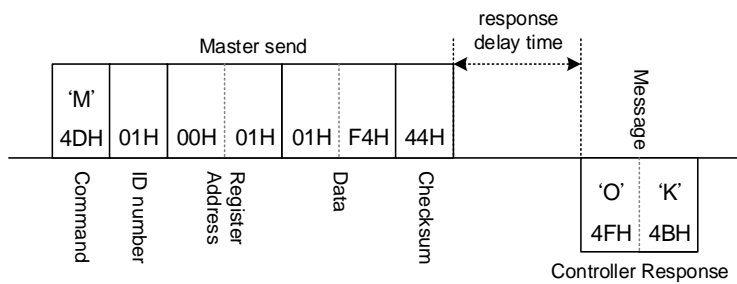 response
delay time
Master send
'M'
4DH 01H 00H 01H 01H F4H 44H
Command
ID number
Register
Address
Data
Checksum
Message
'O' 'K'
4FH 4BH
Controller Response